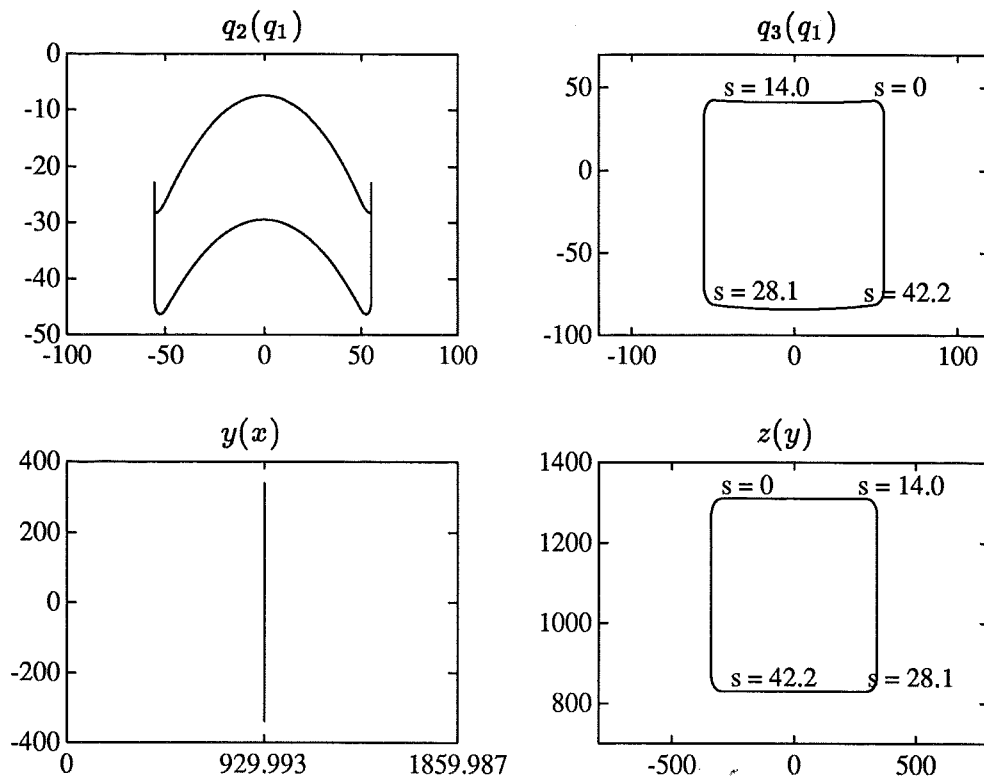 q₂(q₁)
0
-10
-20
-30
-40
-50
-100 -50 0 50 100
q₃(q₁)
s = 14.0 s = 0
50
0
-50
s = 28.1 s = 42.2
-100
-100 0 100
y(x)
400
200
0
-200
-400
0 929.993 1859.987
z(y)
1400
s = 0 s = 14.0
1200
1000
s = 42.2 s = 28.1
800
-500 0 500